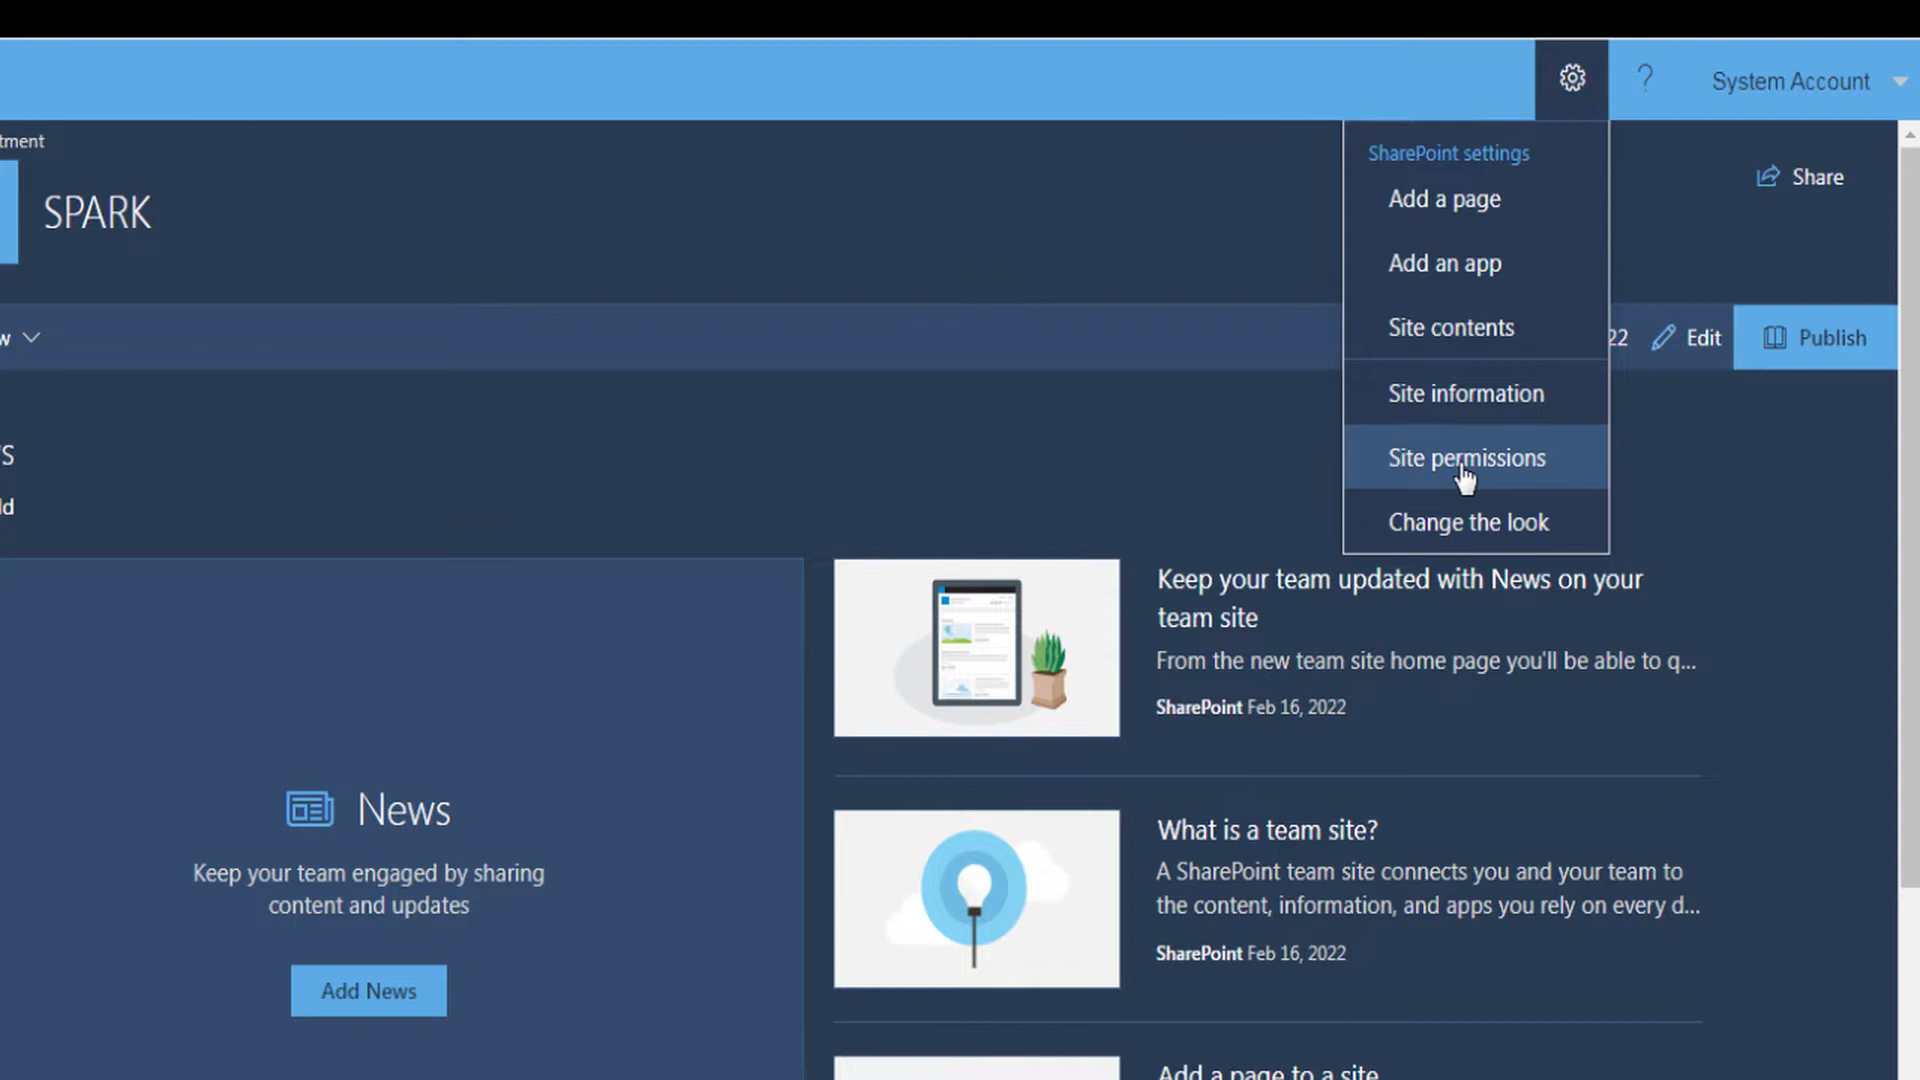 System Account
tment
SPARK
Share
SharePoint settings
Add a page
Add an app
Site contents
Site information
Site permissions
Change the look
w
22
Edit
Publish
s
ld
Keep your team updated with News on your
team site
From the new team site home page you'll be able to q...
SharePoint Feb 16, 2022
News
Keep your team engaged by sharing
content and updates
Add News
What is a team site?
A SharePoint team site connects you and your team to
the content, information, and apps you rely on every d...
SharePoint Feb 16, 2022
Add a page to a site